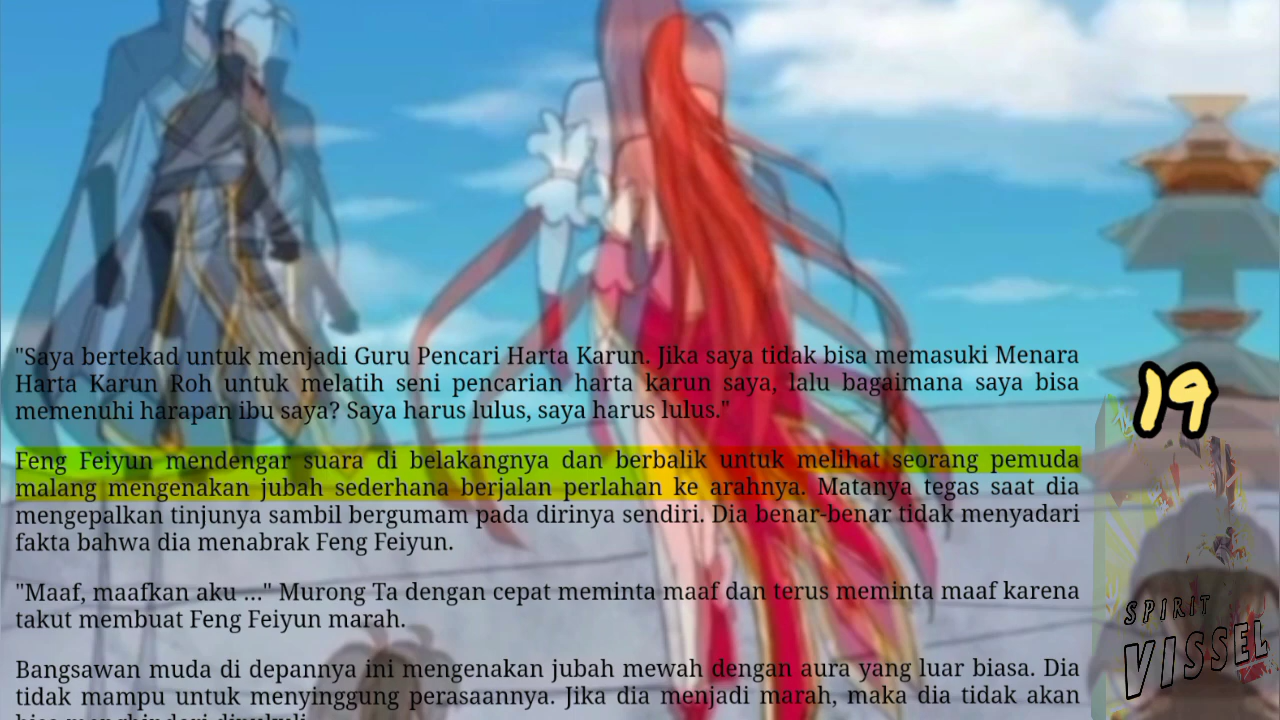 "Saya bertekad untuk menjadi Guru Pencari Harta Karun. Jika saya tidak bisa memasuki Menara
Harta Karun Roh untuk melatih seni pencarian harta karun saya, lalu bagaimana saya bisa
memenuhi harapan ibu saya? Saya harus lulus, saya harus lulus."
Feng Feiyun mendengar suara di belakangnya dan berbalik untuk melihat seorang pemuda
malang mengenakan jubah sederhana berjalan perlahan ke arahnya. Matanya tegas saat dia
mengepalkan tinjunya sambil bergumam pada dirinya sendiri. Dia benar-benar tidak menyadari
fakta bahwa dia menabrak Feng Feiyun.
"Maaf, maafkan aku ..." Murong Ta dengan cepat meminta maaf dan terus meminta maaf karena
takut membuat Feng Feiyun marah.
Bangsawan muda di depannya ini mengenakan jubah mewah dengan aura yang luar biasa. Dia
tidak mampu untuk menyinggung perasaannya. Jika dia menjadi marah, maka dia tidak akan
19
SPIRIT
VISSEL